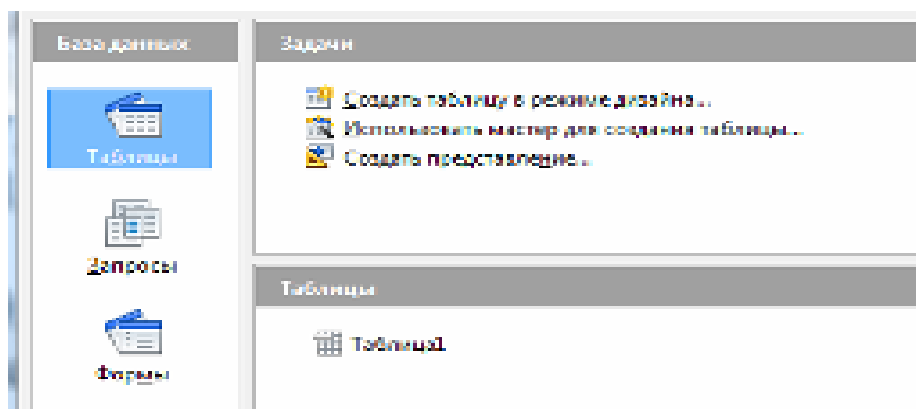 База данных
Таблицы
Запросы
Формы
Задачи
Создать таблицу в режиме дизайна...
Использовать мастер для создания таблицы...
Создать представление...
Таблицы
Таблица1